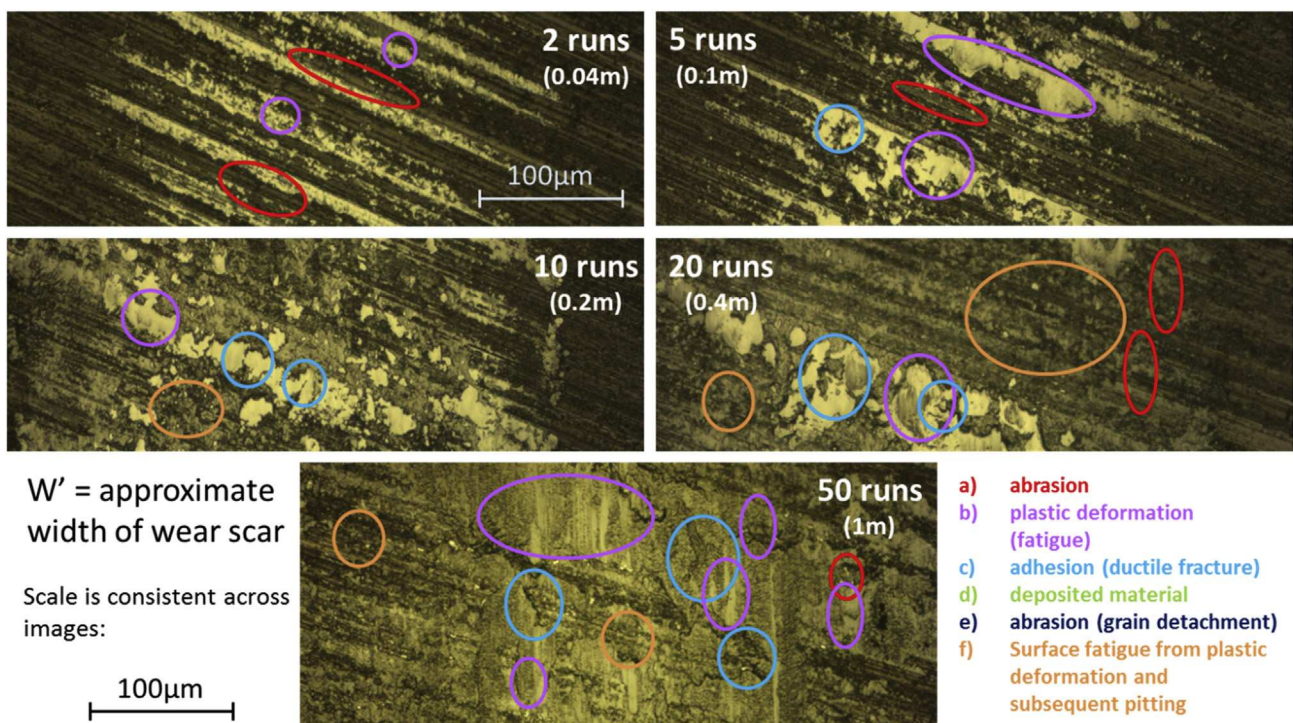 2 runs
(0.04m)
100μm
5 runs
(0.1m)
10 runs
(0.2m)
20 runs
(0.4m)
W' = approximate
width of wear scar
Scale is consistent across
images:
100μm
50 runs
(1m)
a) abrasion
b) plastic deformation
(fatigue)
c) adhesion (ductile fracture)
d) deposited material
e) abrasion (grain detachment)
f) Surface fatigue from plastic
deformation and
subsequent pitting